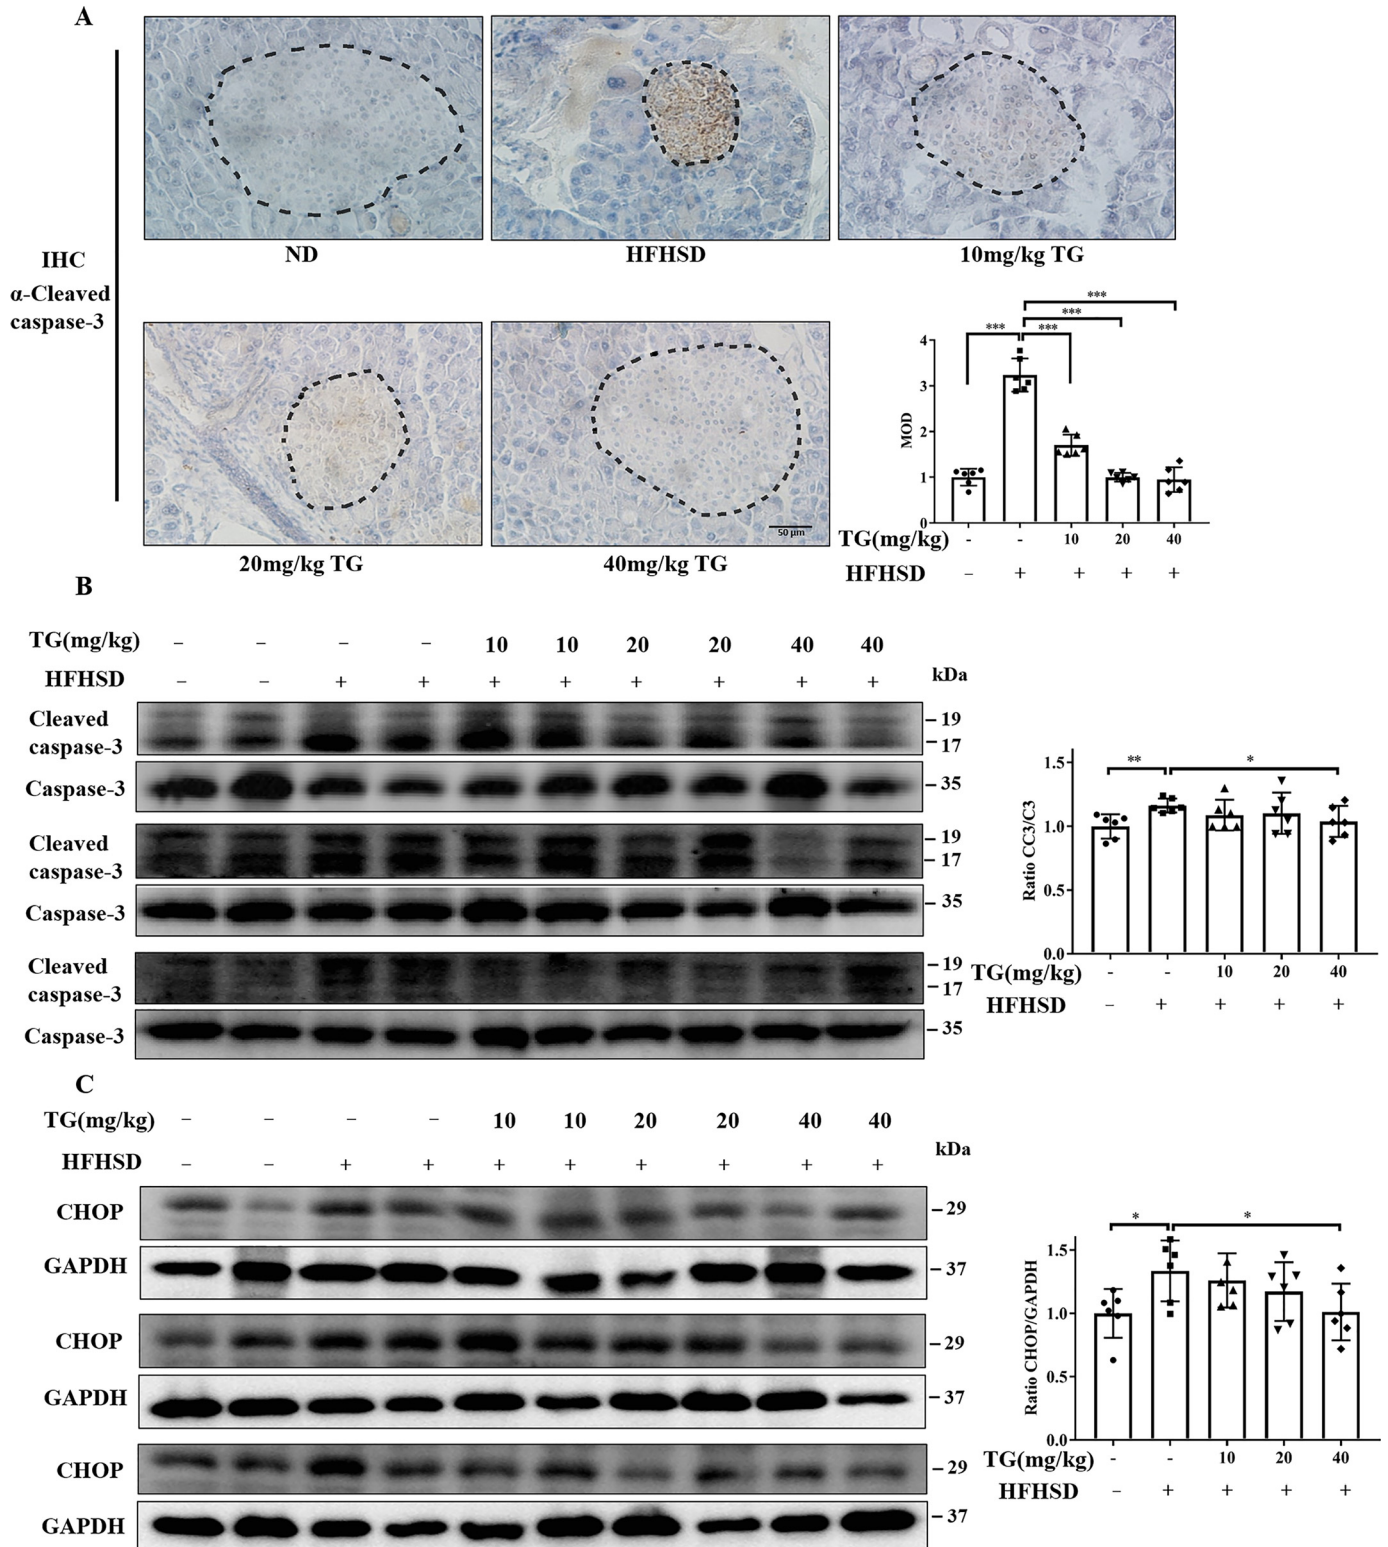 A
IHC
α-Cleaved
caspase-3
ND
HFHSD
10mg/kg TG
20mg/kg TG
40mg/kg TG
50 μm
***
***
*** ***
4
3
2
1
0
MOD
TG(mg/kg) - - 10 20 40
HFHSD − + + + +
B
TG(mg/kg) − − − − 10 10 20 20 40 40
HFHSD − − + + + + + + + +
kDa
Cleaved
caspase-3
19
17
Caspase-3
35
Cleaved
caspase-3
19
17
Caspase-3
35
Cleaved
caspase-3
19
17
Caspase-3
35
** *
1.5
1.0
0.5
0.0
Ratio CC3/C3
TG(mg/kg) - - 10 20 40
HFHSD − + + + +
C
TG(mg/kg) − − − − 10 10 20 20 40 40
HFHSD − − + + + + + + + +
kDa
CHOP
29
GAPDH
37
CHOP
29
GAPDH
37
CHOP
29
GAPDH
37
* *
1.5
1.0
0.5
0.0
Ratio CHOP/GAPDH
TG(mg/kg) - - 10 20 40
HFHSD − + + + +